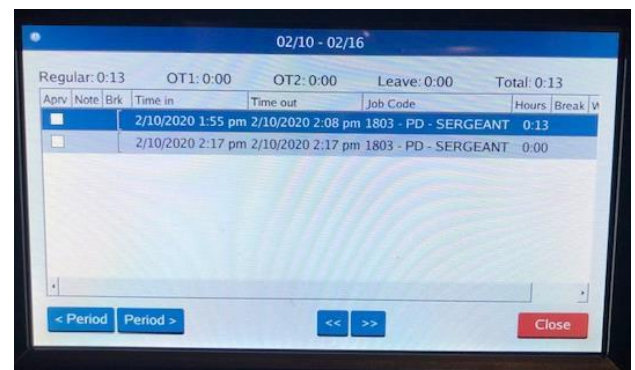 02/10 - 02/16
Regular: 0:13 OT1: 0:00 OT2: 0:00 Leave: 0:00 Total: 0:13
Aprv Note Brk Time in Time out Job Code Hours Break
2/10/2020 1:55 pm 2/10/2020 2:08 pm 1803 - PD - SERGEANT 0:13
2/10/2020 2:17 pm 2/10/2020 2:17 pm 1803 - PD - SERGEANT 0:00
< Period Period > << >> Close